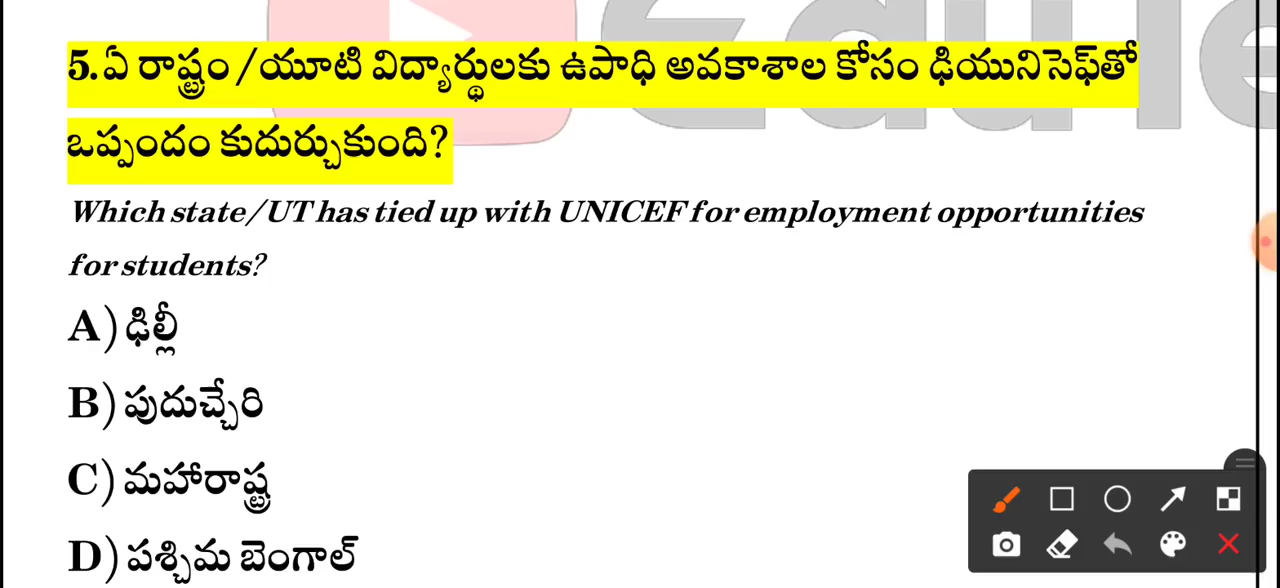 5.ఏ రాష్ట్రం/యూటి విద్యార్థులకు ఉపాధి అవకాశాల కోసం ఢియునిసెఫ్‌తో
ఒప్పందం కుదుర్చుకుంది?
Which state/UT has tied up with UNICEF for employment opportunities
for students?
A)ఢిల్లీ
B)పుదుచ్చేరి
C)మహారాష్ట్ర
D)పశ్చిమ బెంగాల్